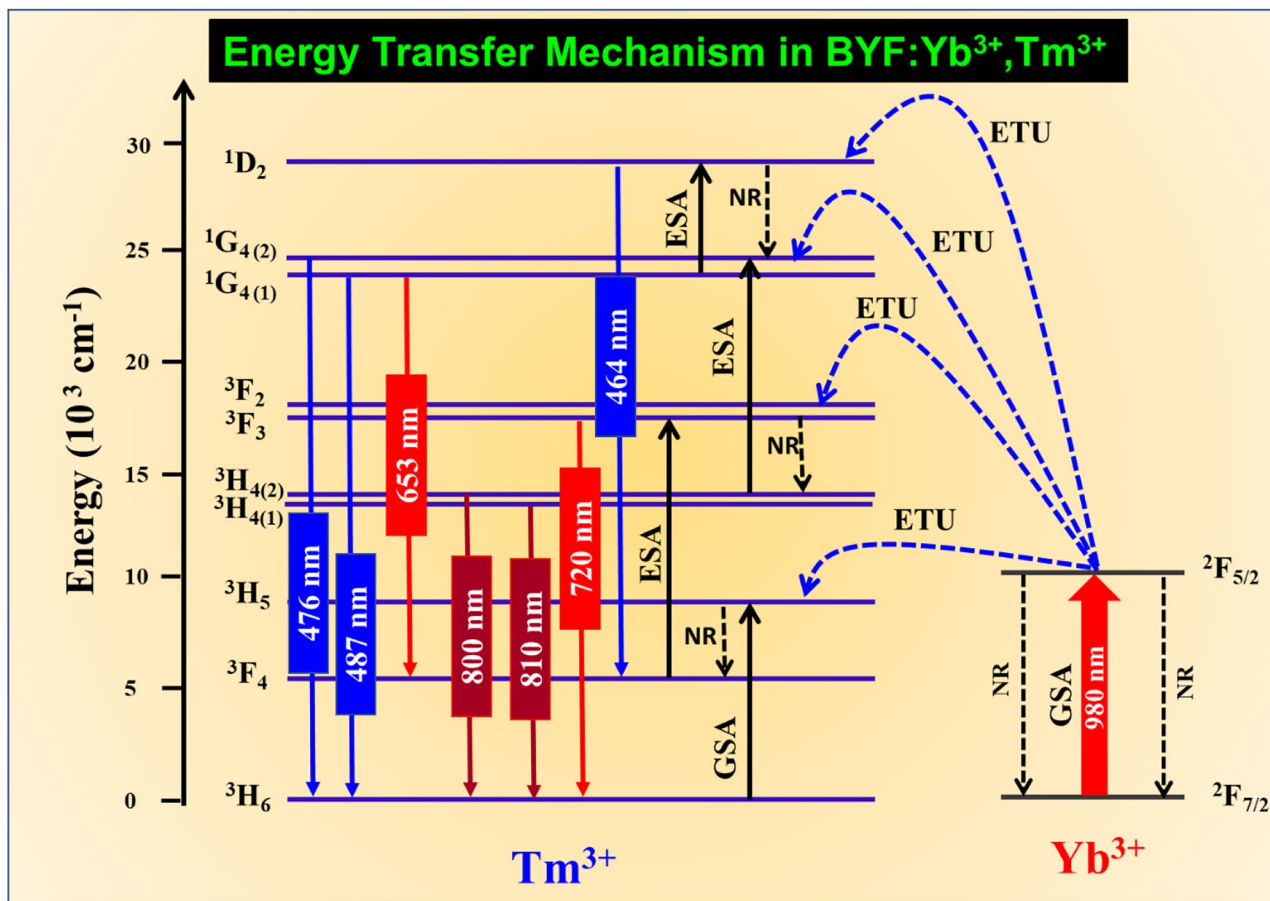 Energy Transfer Mechanism in BYF:Yb³⁺,Tm³⁺
Energy (10³ cm⁻¹)
30
25
20
15
10
5
0
¹D₂
¹G₄₍₂₎
¹G₄₍₁₎
³F₂
³F₃
³H₄₍₂₎
³H₄₍₁₎
³H₅
³F₄
³H₆
476 nm
487 nm
653 nm
800 nm
810 nm
720 nm
464 nm
ESA
ESA
ESA
GSA
NR
NR
NR
ETU
ETU
ETU
ETU
²F₅/₂
²F₇/₂
NR
GSA
980 nm
NR
Tm³⁺
Yb³⁺